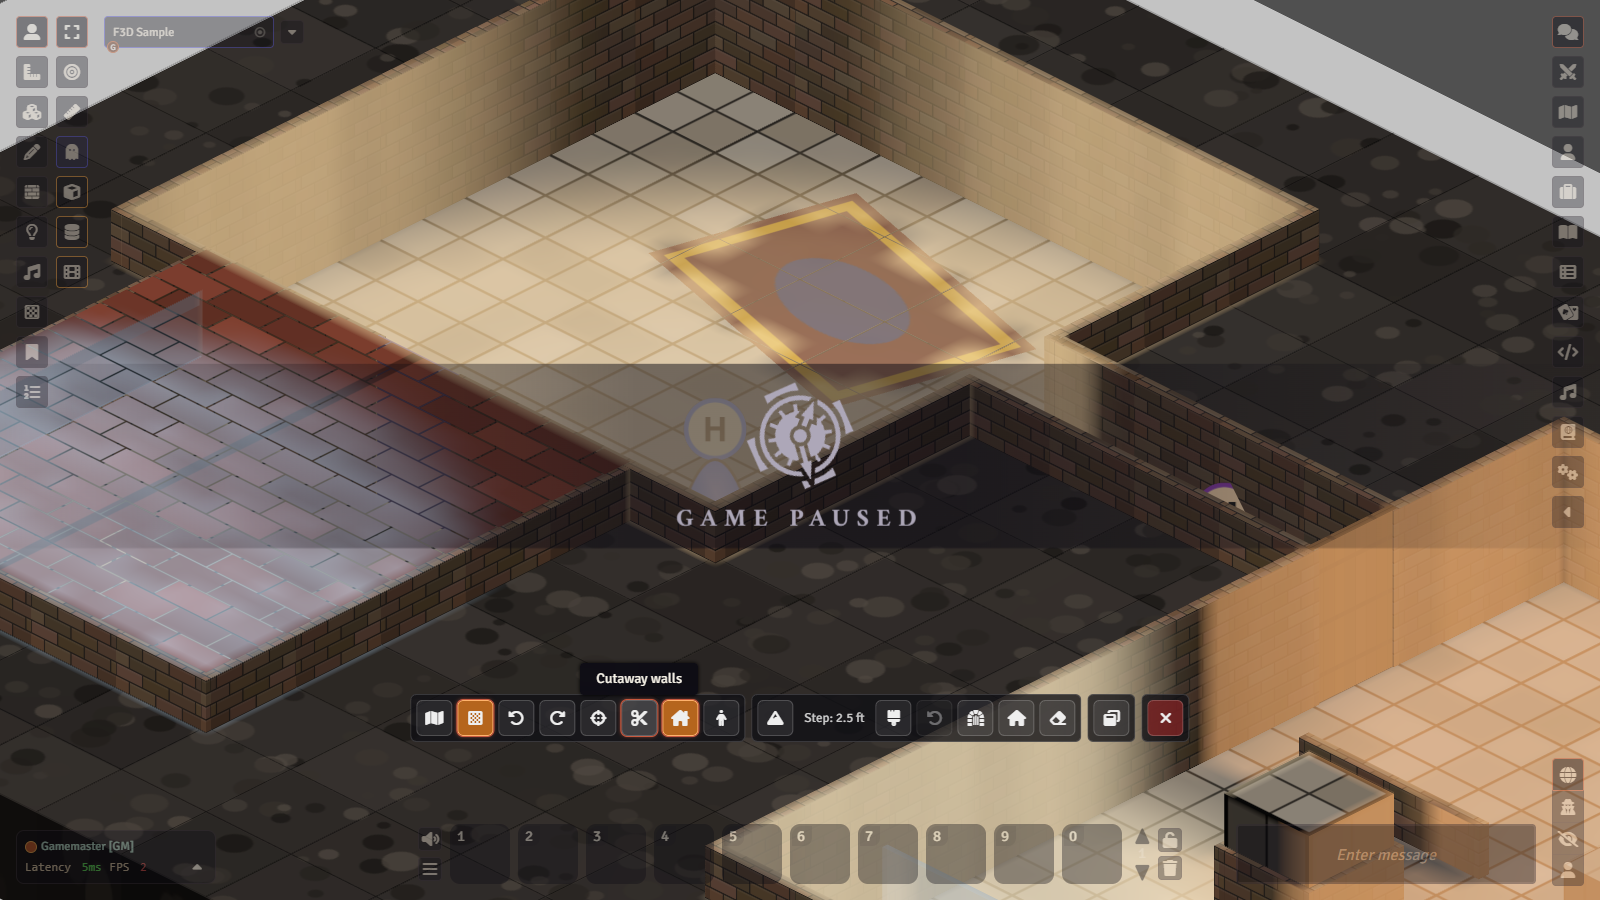 F3D Sample
G
H
GAME PAUSED
Cutaway walls
Step: 2.5 ft
Gamemaster [GM]
Latency 5ms FPS 2
1 2 3 4 5 6 7 8 9 0
1
Enter message